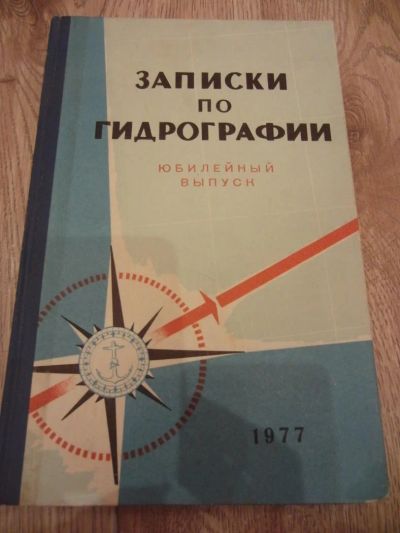 ЗАПИСКИ
ПО
ГИДРОГРАФИИ
ЮБИЛЕЙНЫЙ
ВЫПУСК
1977